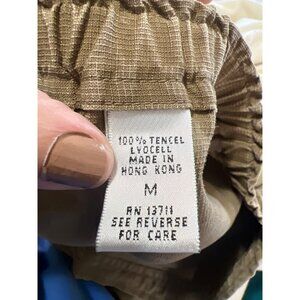 100% TENCEL
LYOCELL
MADE IN
HONG KONG
M
RN 13711
SEE REVERSE
FOR CARE